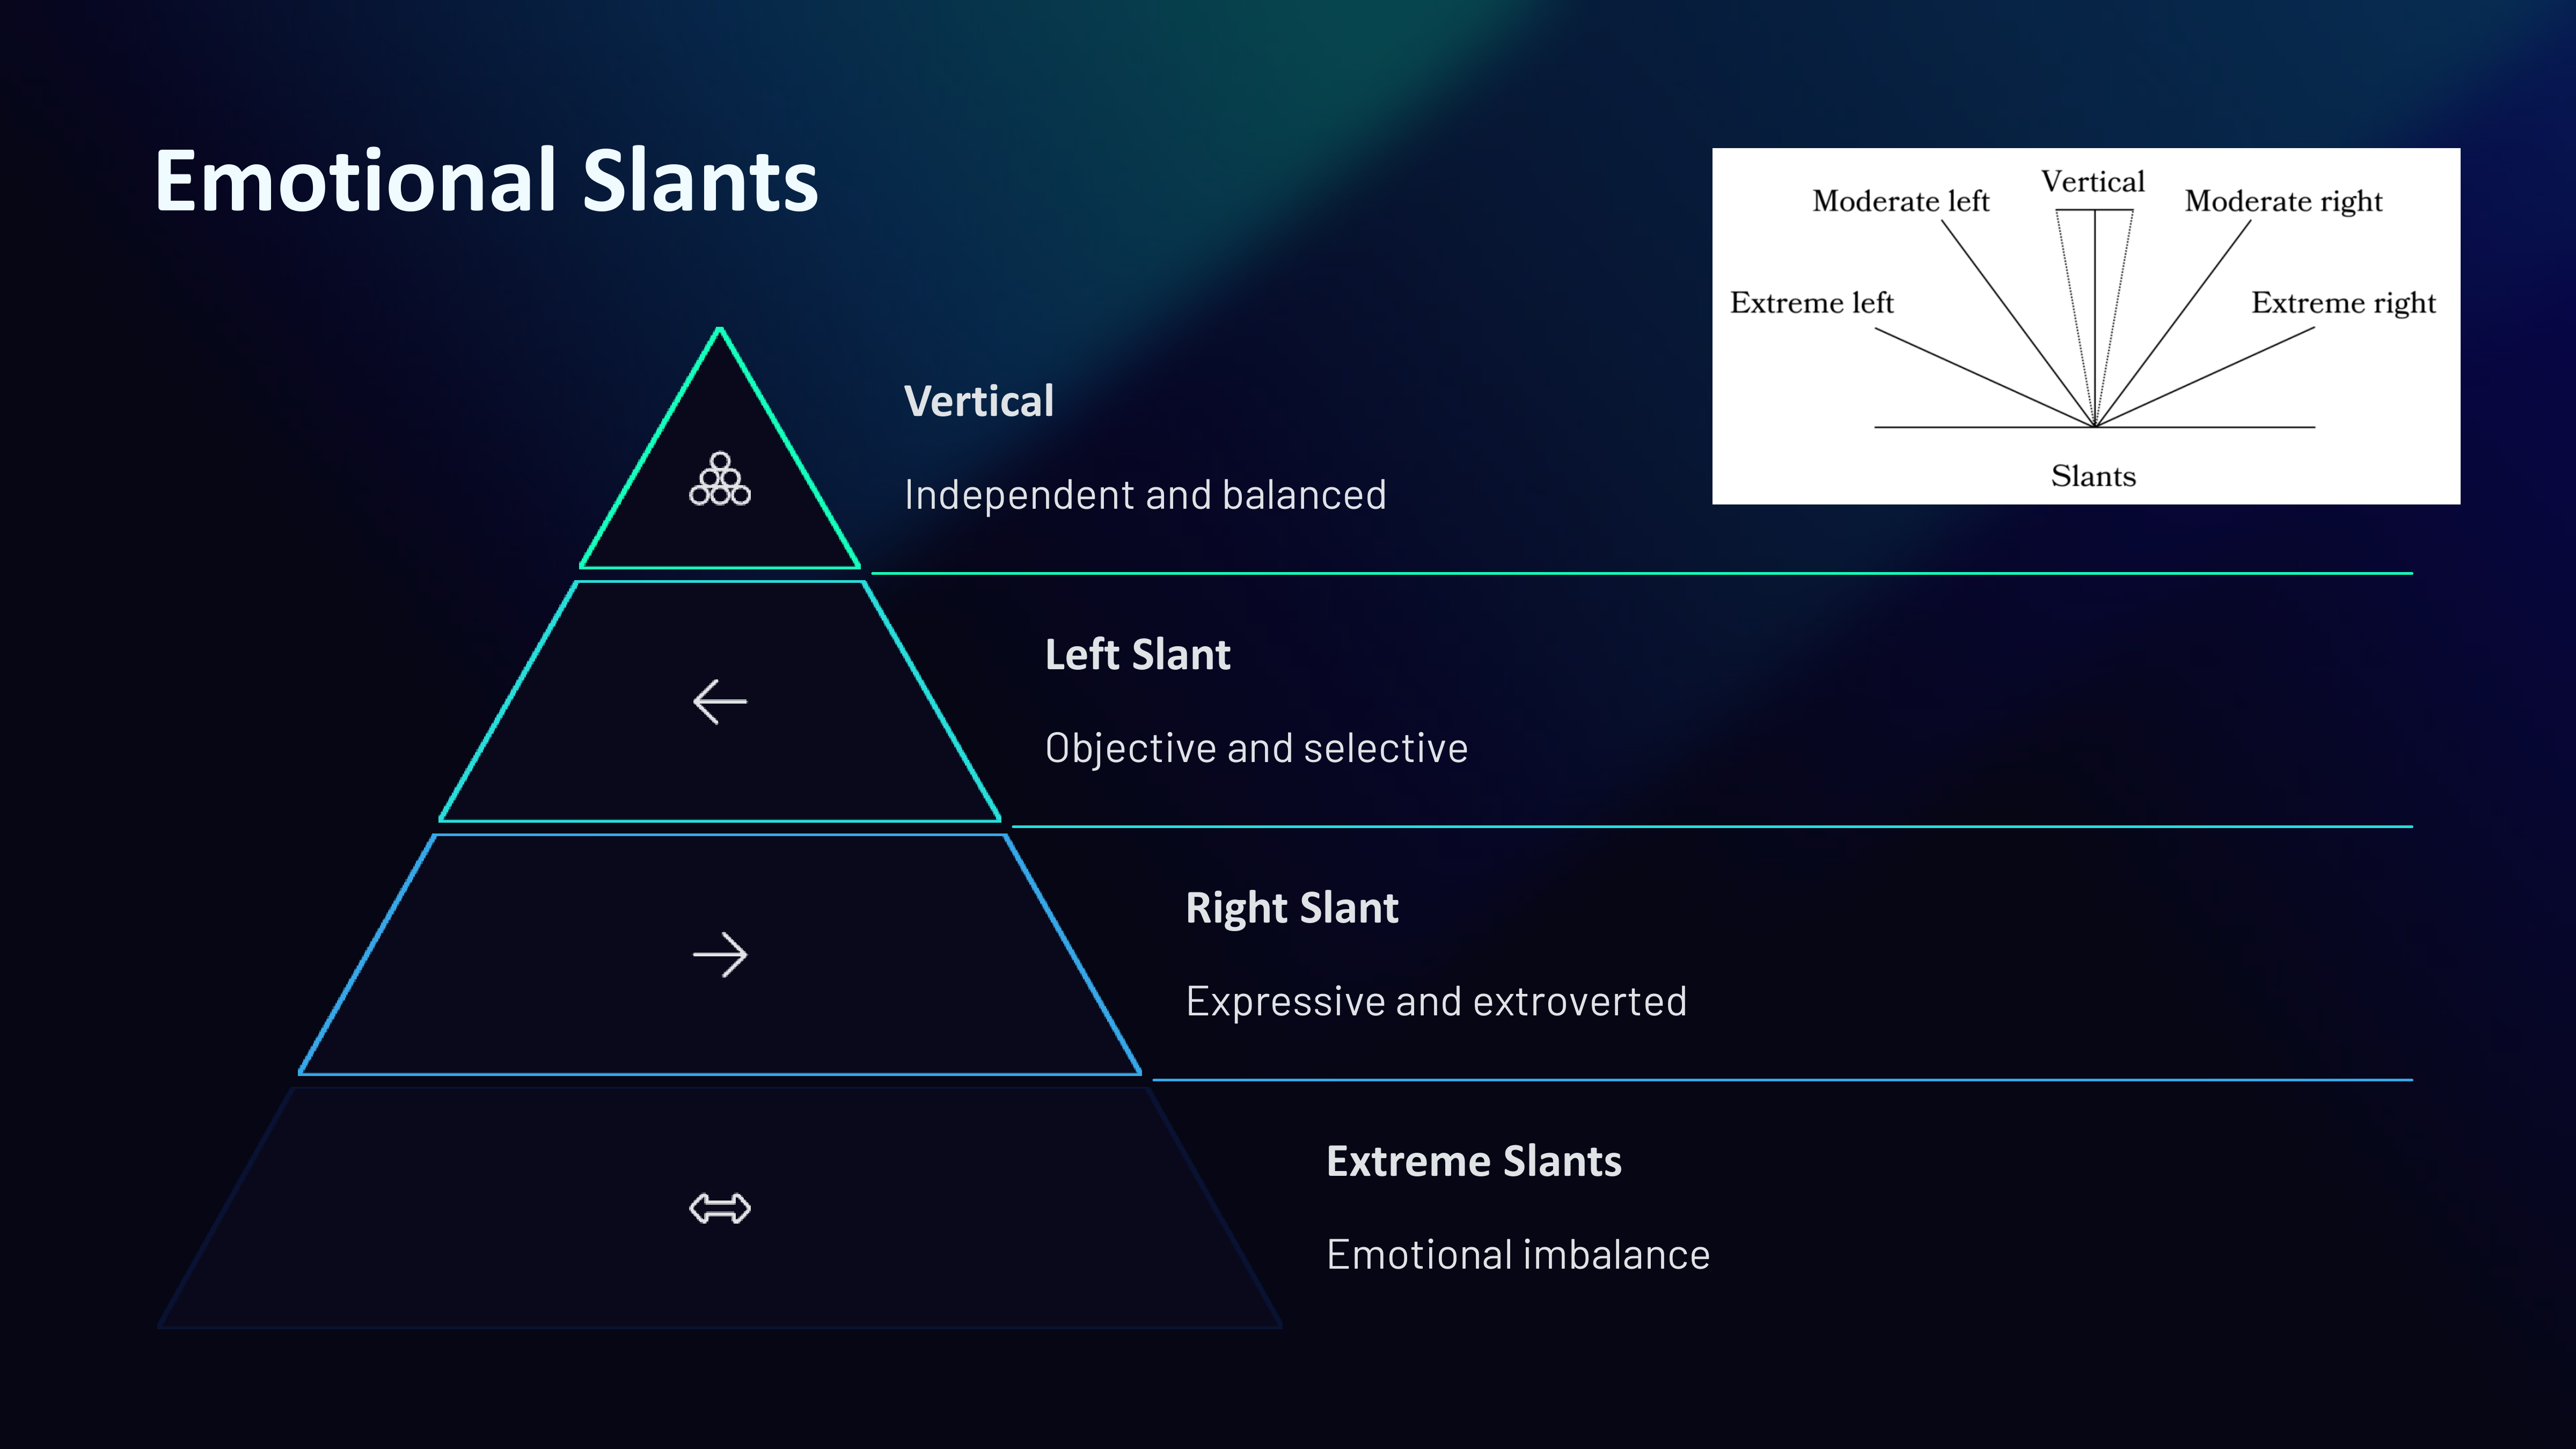 Emotional Slants
Vertical
Moderate left
Moderate right
Extreme left
Extreme right
Slants
Vertical
Independent and balanced
Left Slant
Objective and selective
Right Slant
Expressive and extroverted
Extreme Slants
Emotional imbalance